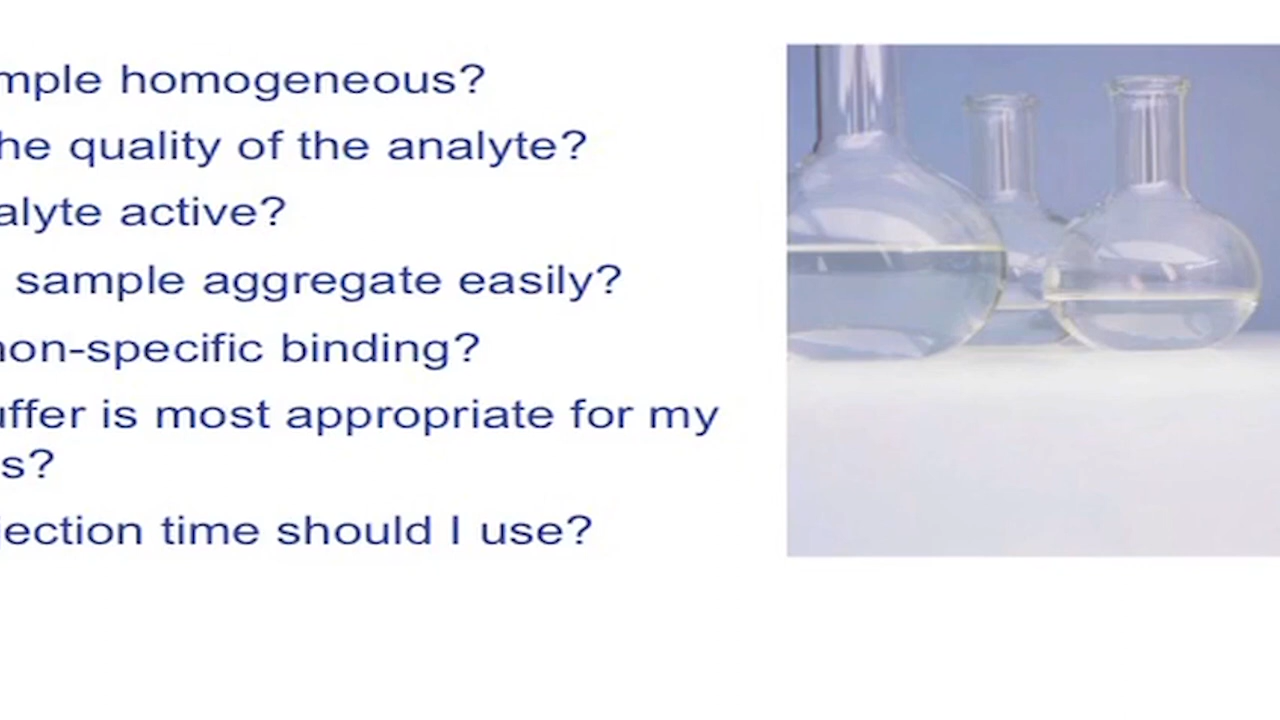 mple homogeneous?
he quality of the analyte?
alyte active?
sample aggregate easily?
non-specific binding?
uffer is most appropriate for my
s?
jection time should I use?